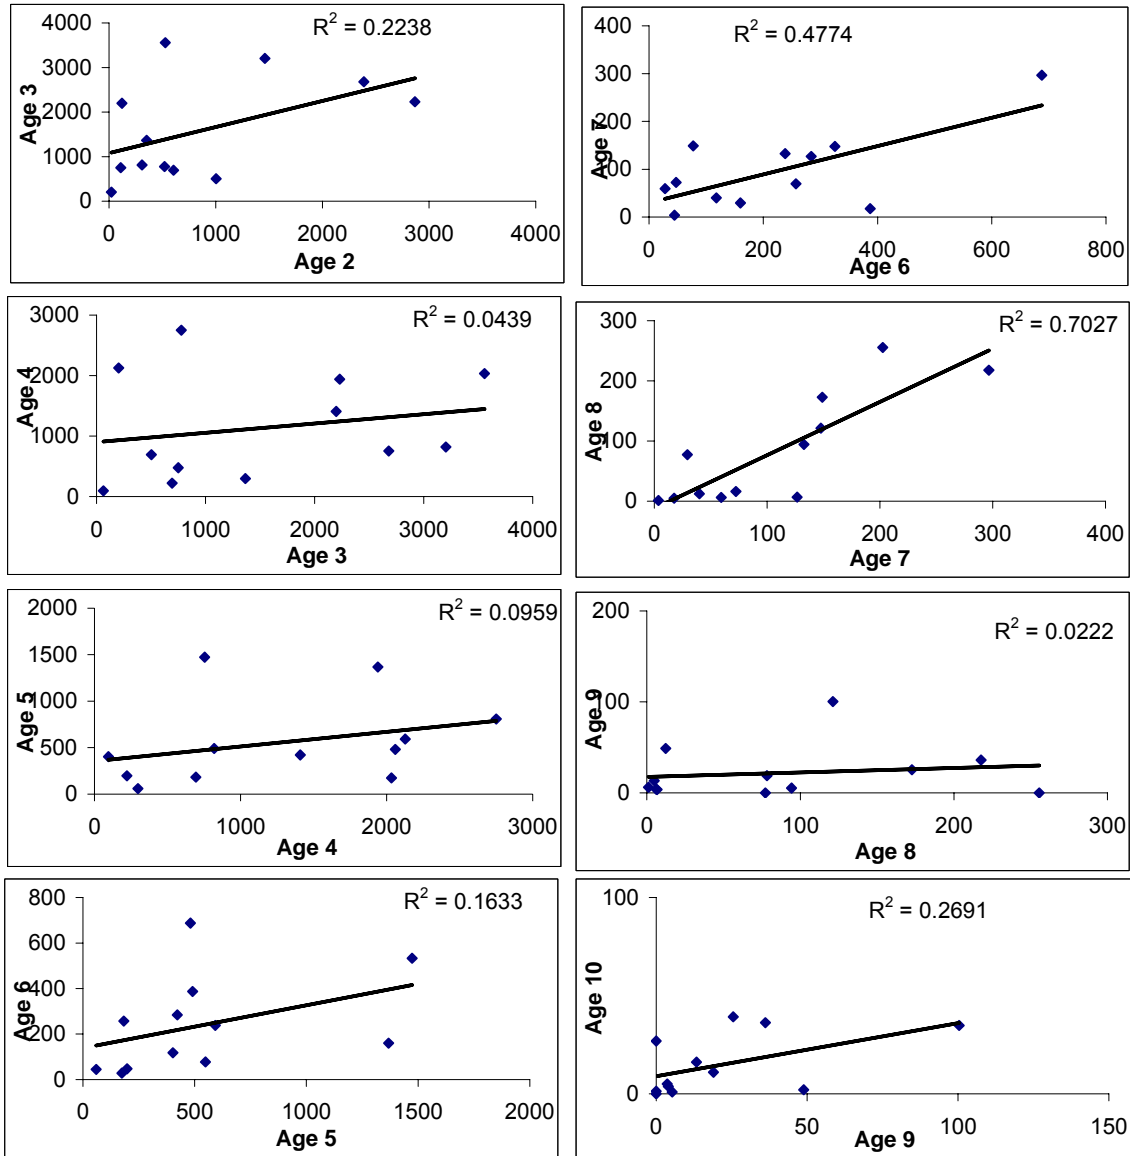 R² = 0.2238
4000
3000
2000
1000
0
Age 3
0 1000 2000 3000 4000
Age 2
R² = 0.4774
400
300
200
100
0
Age 7
0 200 400 600 800
Age 6
R² = 0.0439
3000
2000
1000
0
Age 4
0 1000 2000 3000 4000
Age 3
R² = 0.7027
300
200
100
0
Age 8
0 100 200 300 400
Age 7
R² = 0.0959
2000
1500
1000
500
0
Age 5
0 1000 2000 3000
Age 4
R² = 0.0222
200
100
0
Age 9
0 100 200 300
Age 8
R² = 0.1633
800
600
400
200
0
Age 6
0 500 1000 1500 2000
Age 5
R² = 0.2691
100
0
Age 10
0 50 100 150
Age 9